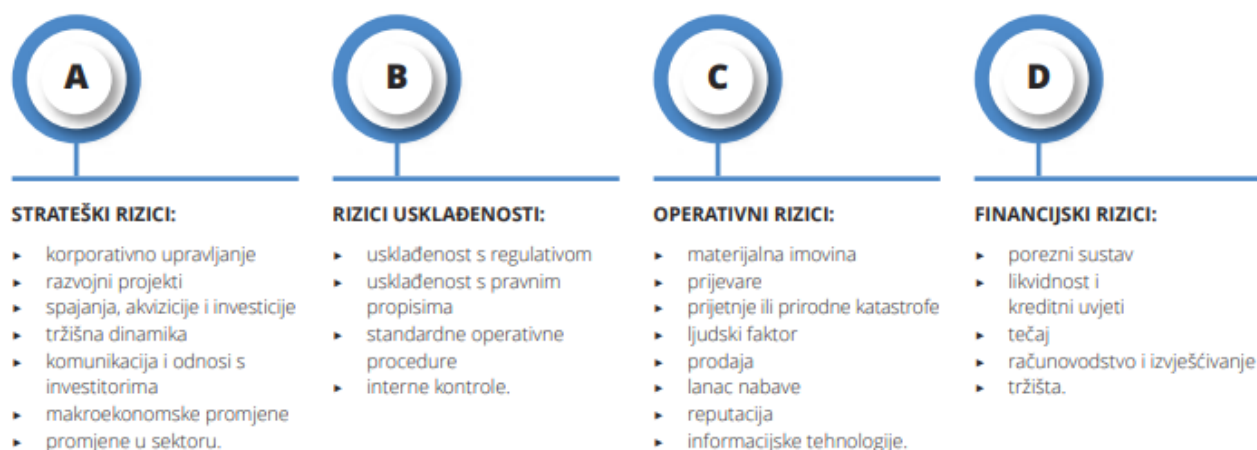 A
STRATEŠKI RIZICI:
▸ korporativno upravljanje
▸ razvojni projekti
▸ spajanja, akvizicije i investicije
▸ tržišna dinamika
▸ komunikacija i odnosi s
investitorima
▸ makroekonomske promjene
▸ promjene u sektoru.
B
RIZICI USKLAĐENOSTI:
▸ usklađenost s regulativom
▸ usklađenost s pravnim
propisima
▸ standardne operativne
procedure
▸ interne kontrole.
C
OPERATIVNI RIZICI:
▸ materijalna imovina
▸ prijevare
▸ prijetnje ili prirodne katastrofe
▸ ljudski faktor
▸ prodaja
▸ lanac nabave
▸ reputacija
▸ informacijske tehnologije.
D
FINANCIJSKI RIZICI:
▸ porezni sustav
▸ likvidnost i
kreditni uvjeti
▸ tečaj
▸ računovodstvo i izvješćivanje
▸ tržišta.